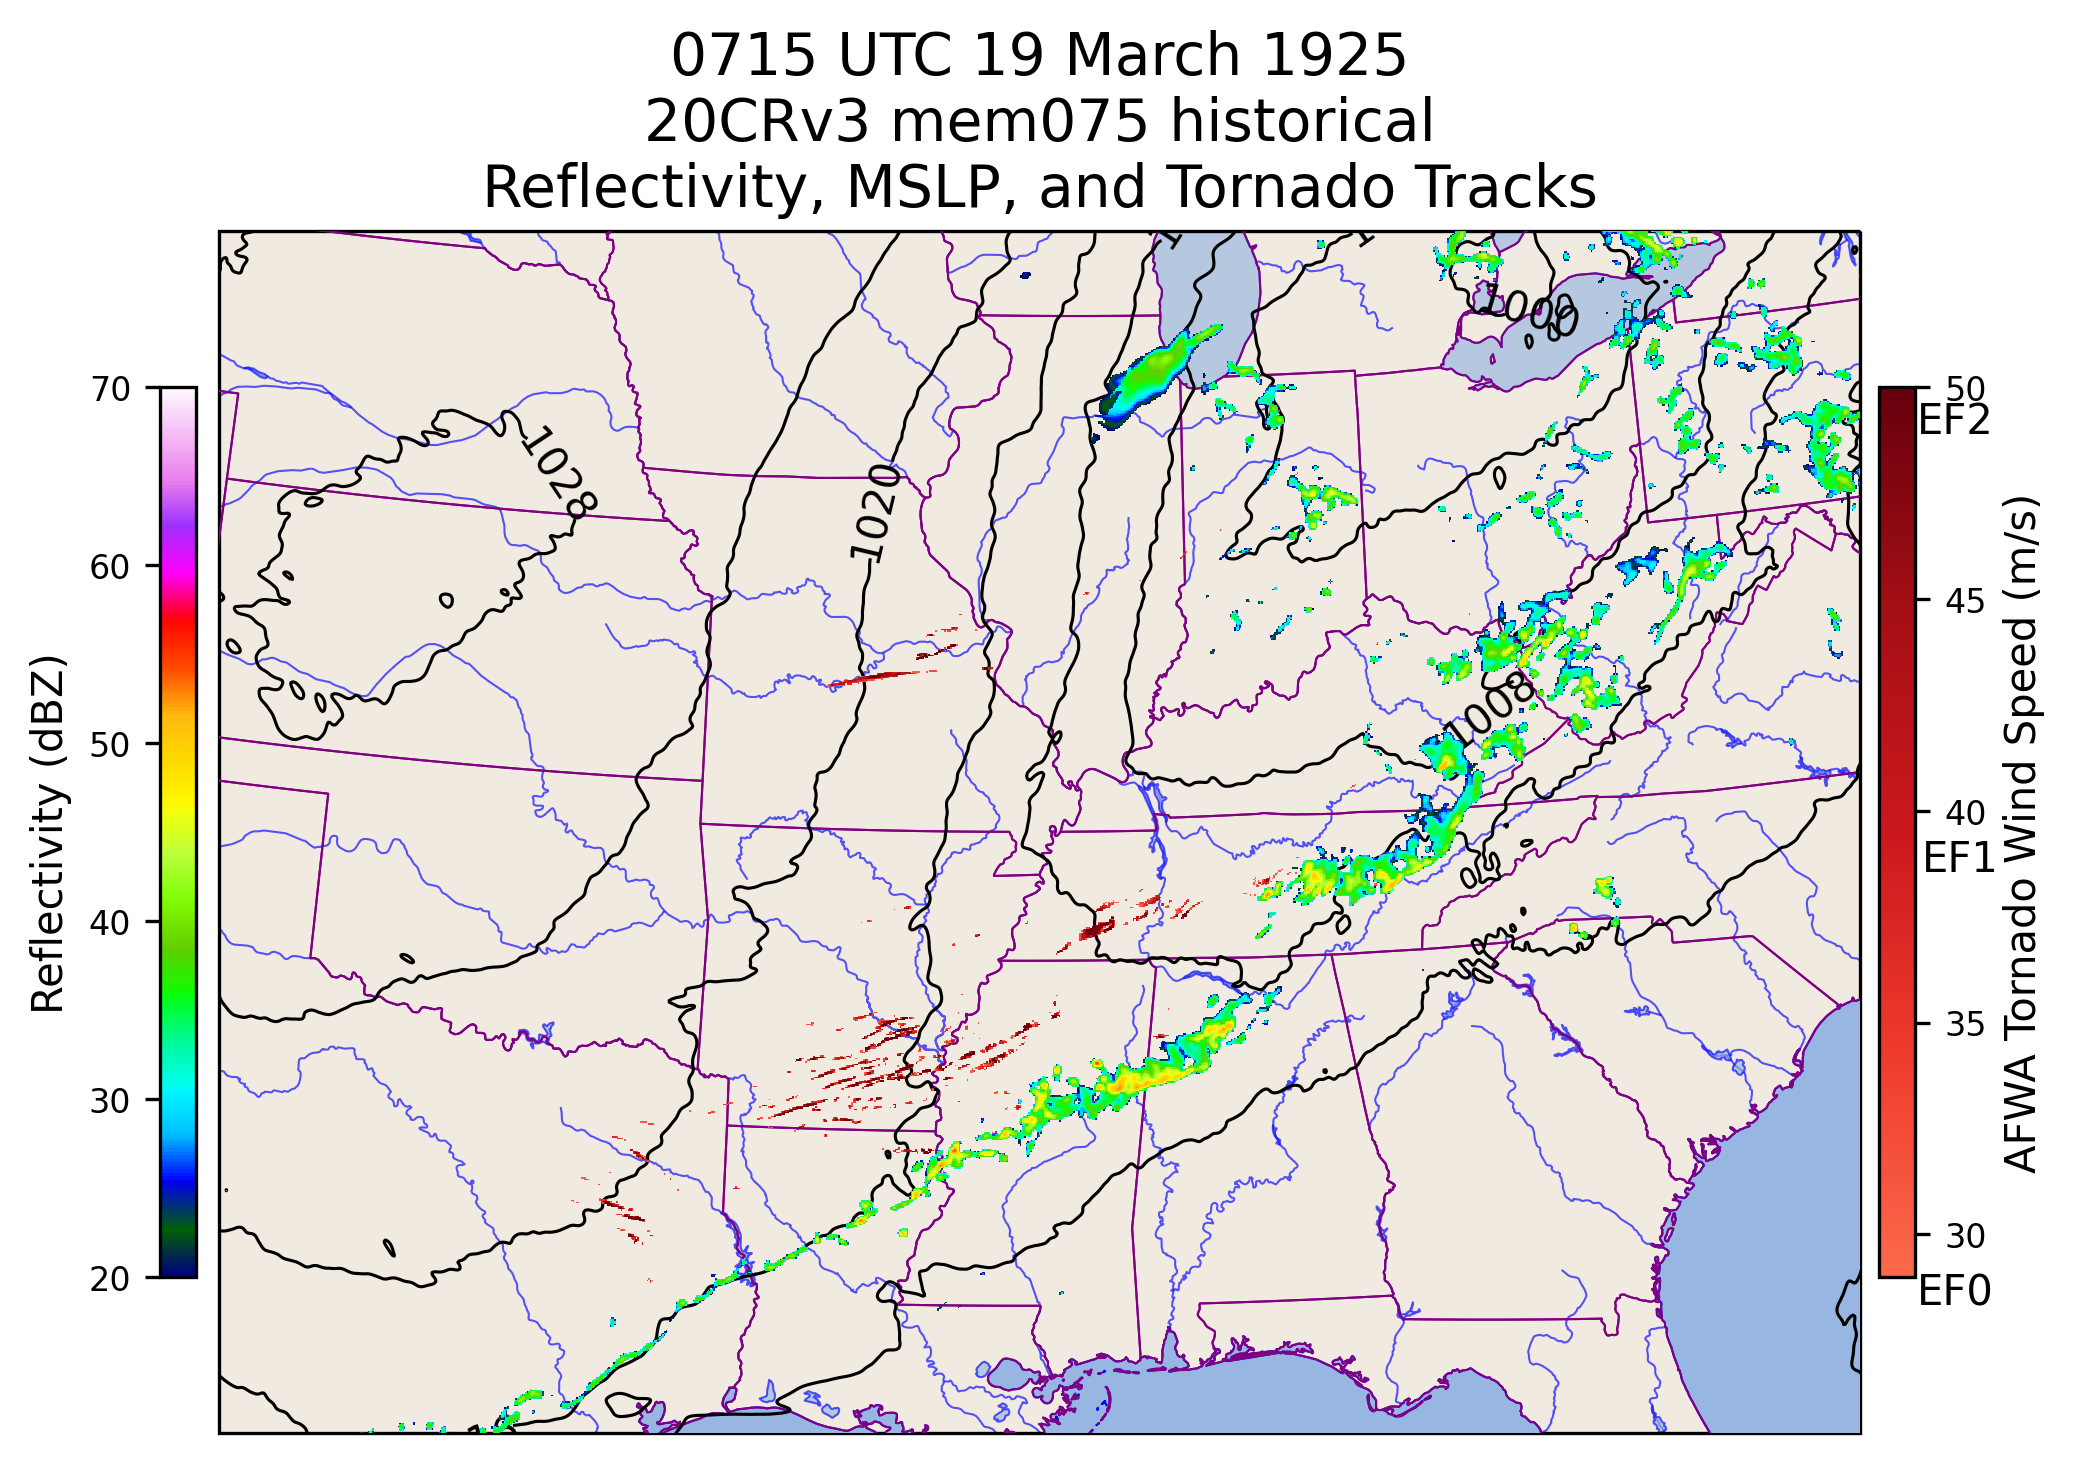 0715 UTC 19 March 1925
20CRv3 mem075 historical
Reflectivity, MSLP, and Tornado Tracks
Reflectivity (dBZ)
70
60
50
40
30
20
1028
1020
1000
1008
50
EF2
45
40
EF1
35
30
EF0
AFWA Tornado Wind Speed (m/s)